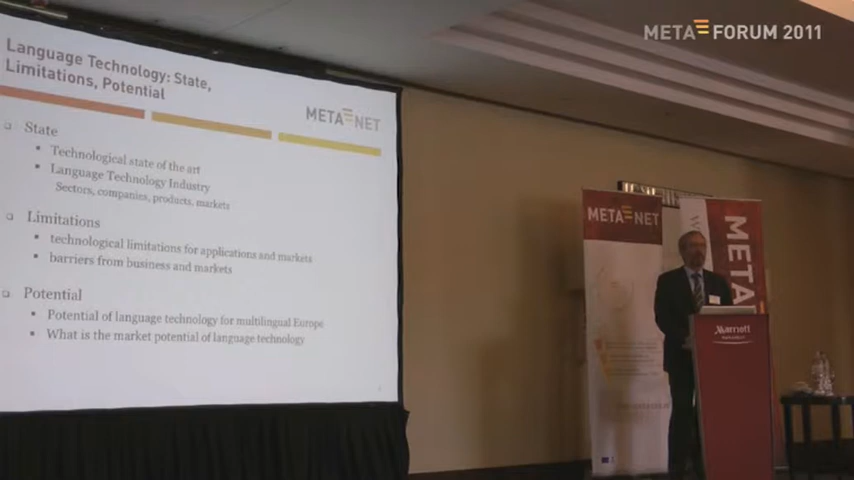 META FORUM 2011
Language Technology: State,
Limitations, Potential
META NET
State
Technological state of the art
Language Technology Industry
Sectors, companies, products, markets
Limitations
technological limitations for applications and markets
barriers from business and markets
Potential
Potential of language technology for multilingual Europe
What is the market potential of language technology
META NET
META
Marriott